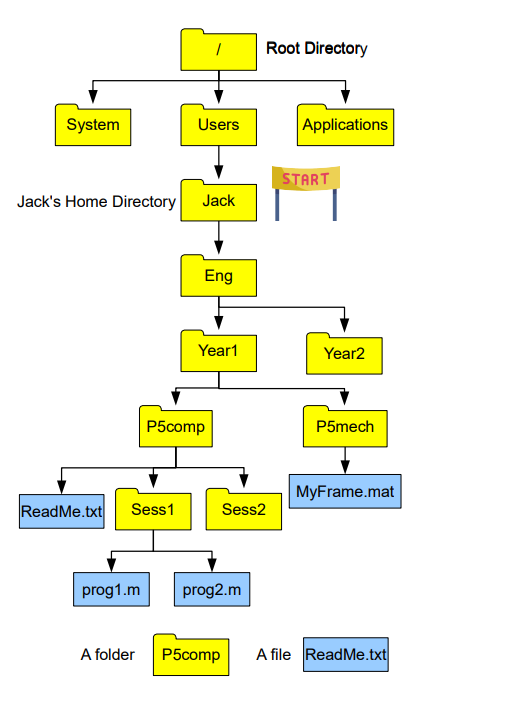 /
Root Directory
System
Users
Applications
START
Jack's Home Directory
Jack
Eng
Year1
Year2
P5comp
P5mech
ReadMe.txt
Sess1
Sess2
MyFrame.mat
prog1.m
prog2.m
A folder
P5comp
A file
ReadMe.txt